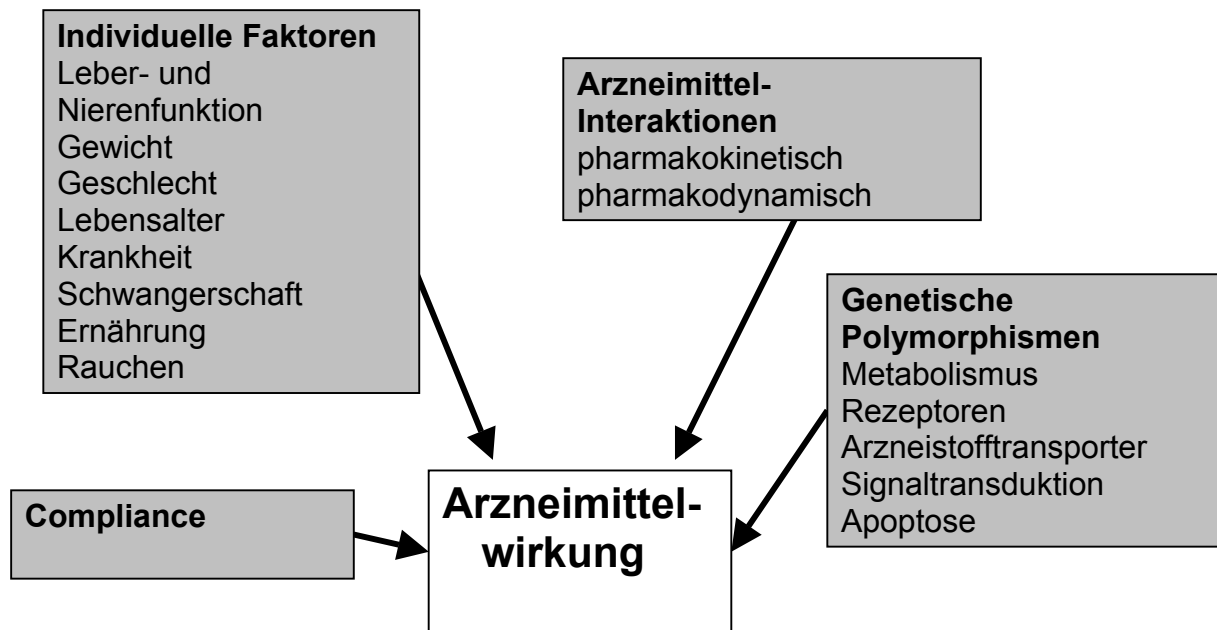 Individuelle Faktoren
Leber- und
Nierenfunktion
Gewicht
Geschlecht
Lebensalter
Krankheit
Schwangerschaft
Ernährung
Rauchen
Arzneimittel-
Interaktionen
pharmakokinetisch
pharmakodynamisch
Genetische
Polymorphismen
Metabolismus
Rezeptoren
Arzneistofftransporter
Signaltransduktion
Apoptose
Compliance
Arzneimittel-
wirkung